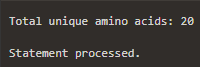 Total unique amino acids: 20
Statement processed.